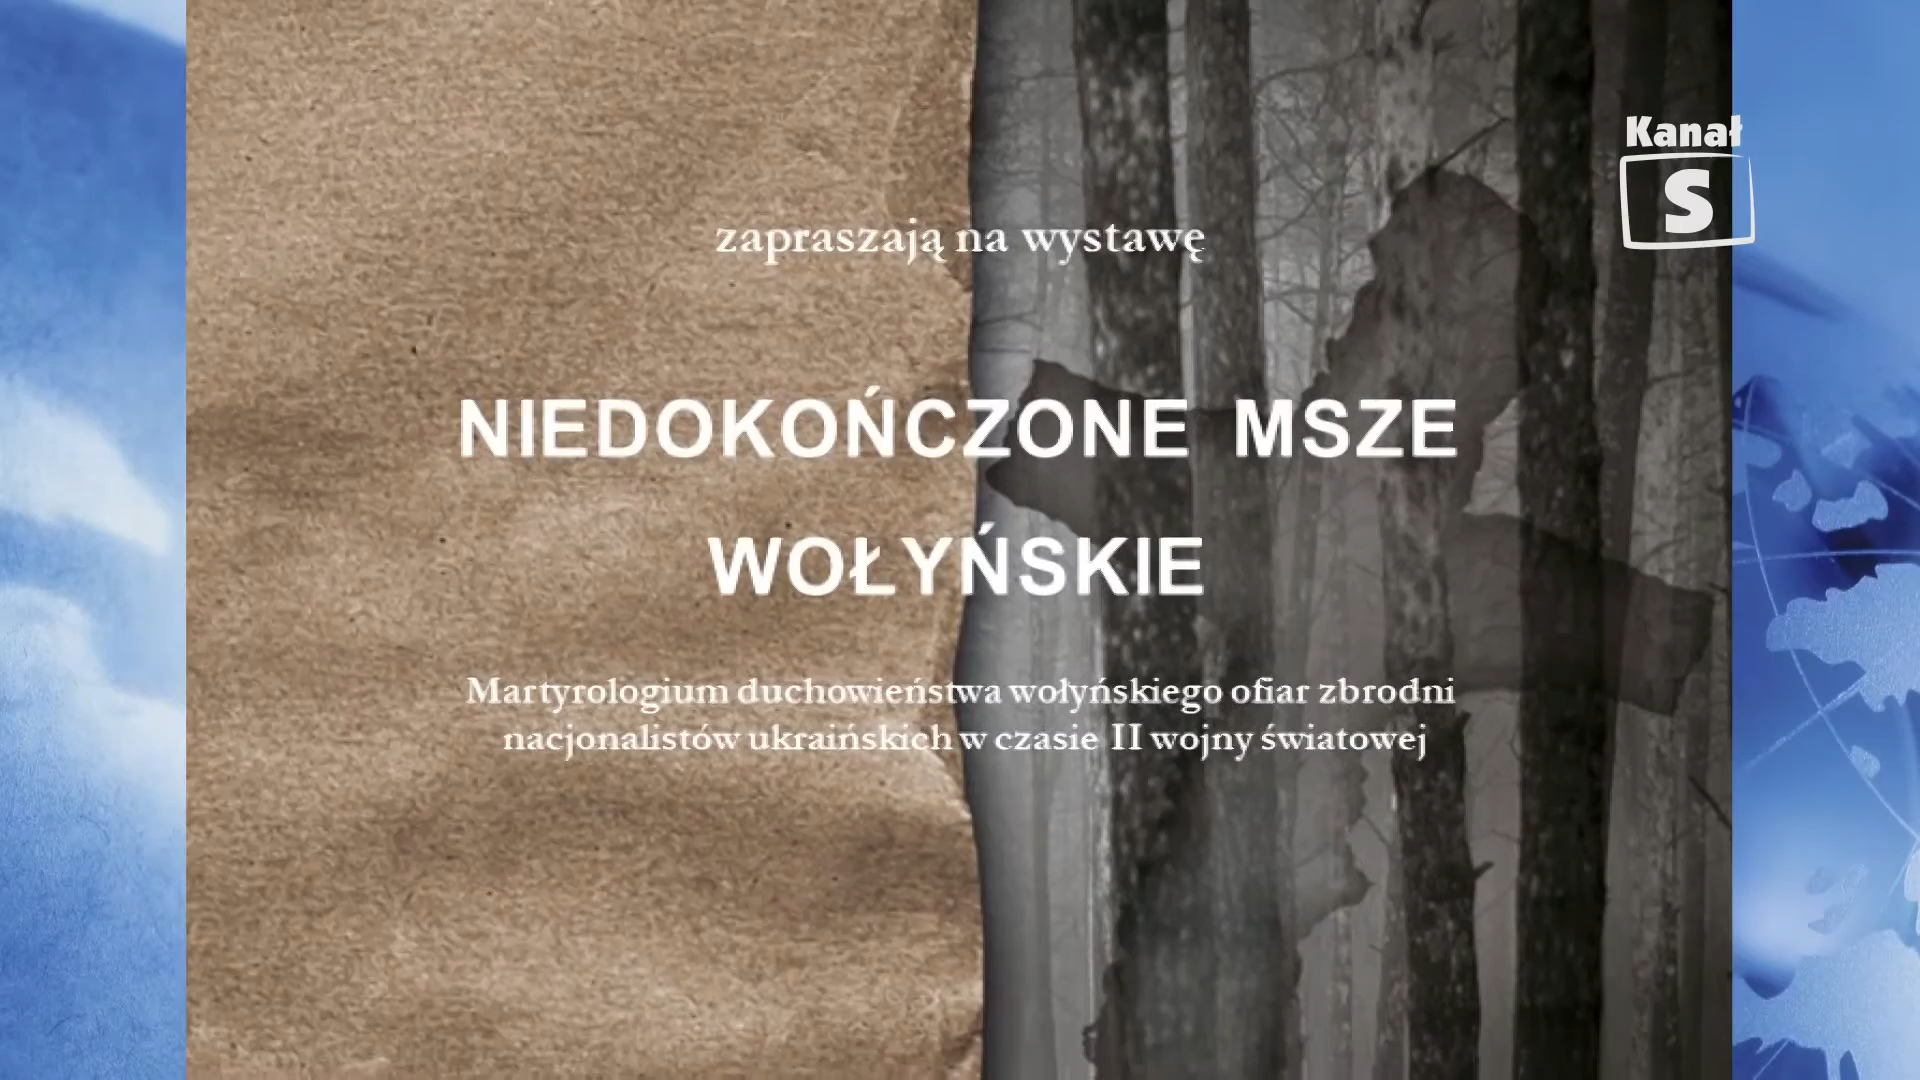 Kanał
S
zapraszają na wystawę
NIEDOKOŃCZONE MSZE
WOŁYŃSKIE
Martyrologium duchowieństwa wołyńskiego ofiar zbrodni
nacjonalistów ukraińskich w czasie II wojny światowej